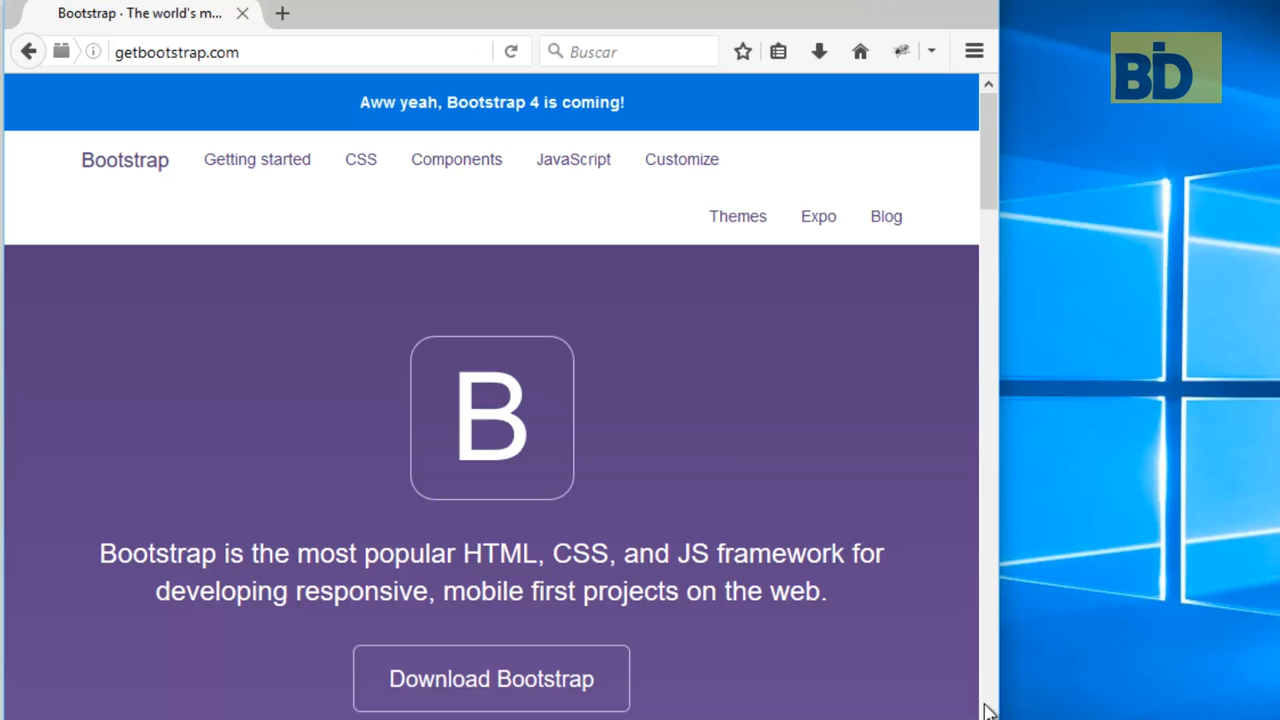 Bootstrap · The world's m...
getbootstrap.com
Buscar
BID
Aww yeah, Bootstrap 4 is coming!
Bootstrap Getting started CSS Components JavaScript Customize
Themes Expo Blog
B
Bootstrap is the most popular HTML, CSS, and JS framework for
developing responsive, mobile first projects on the web.
Download Bootstrap